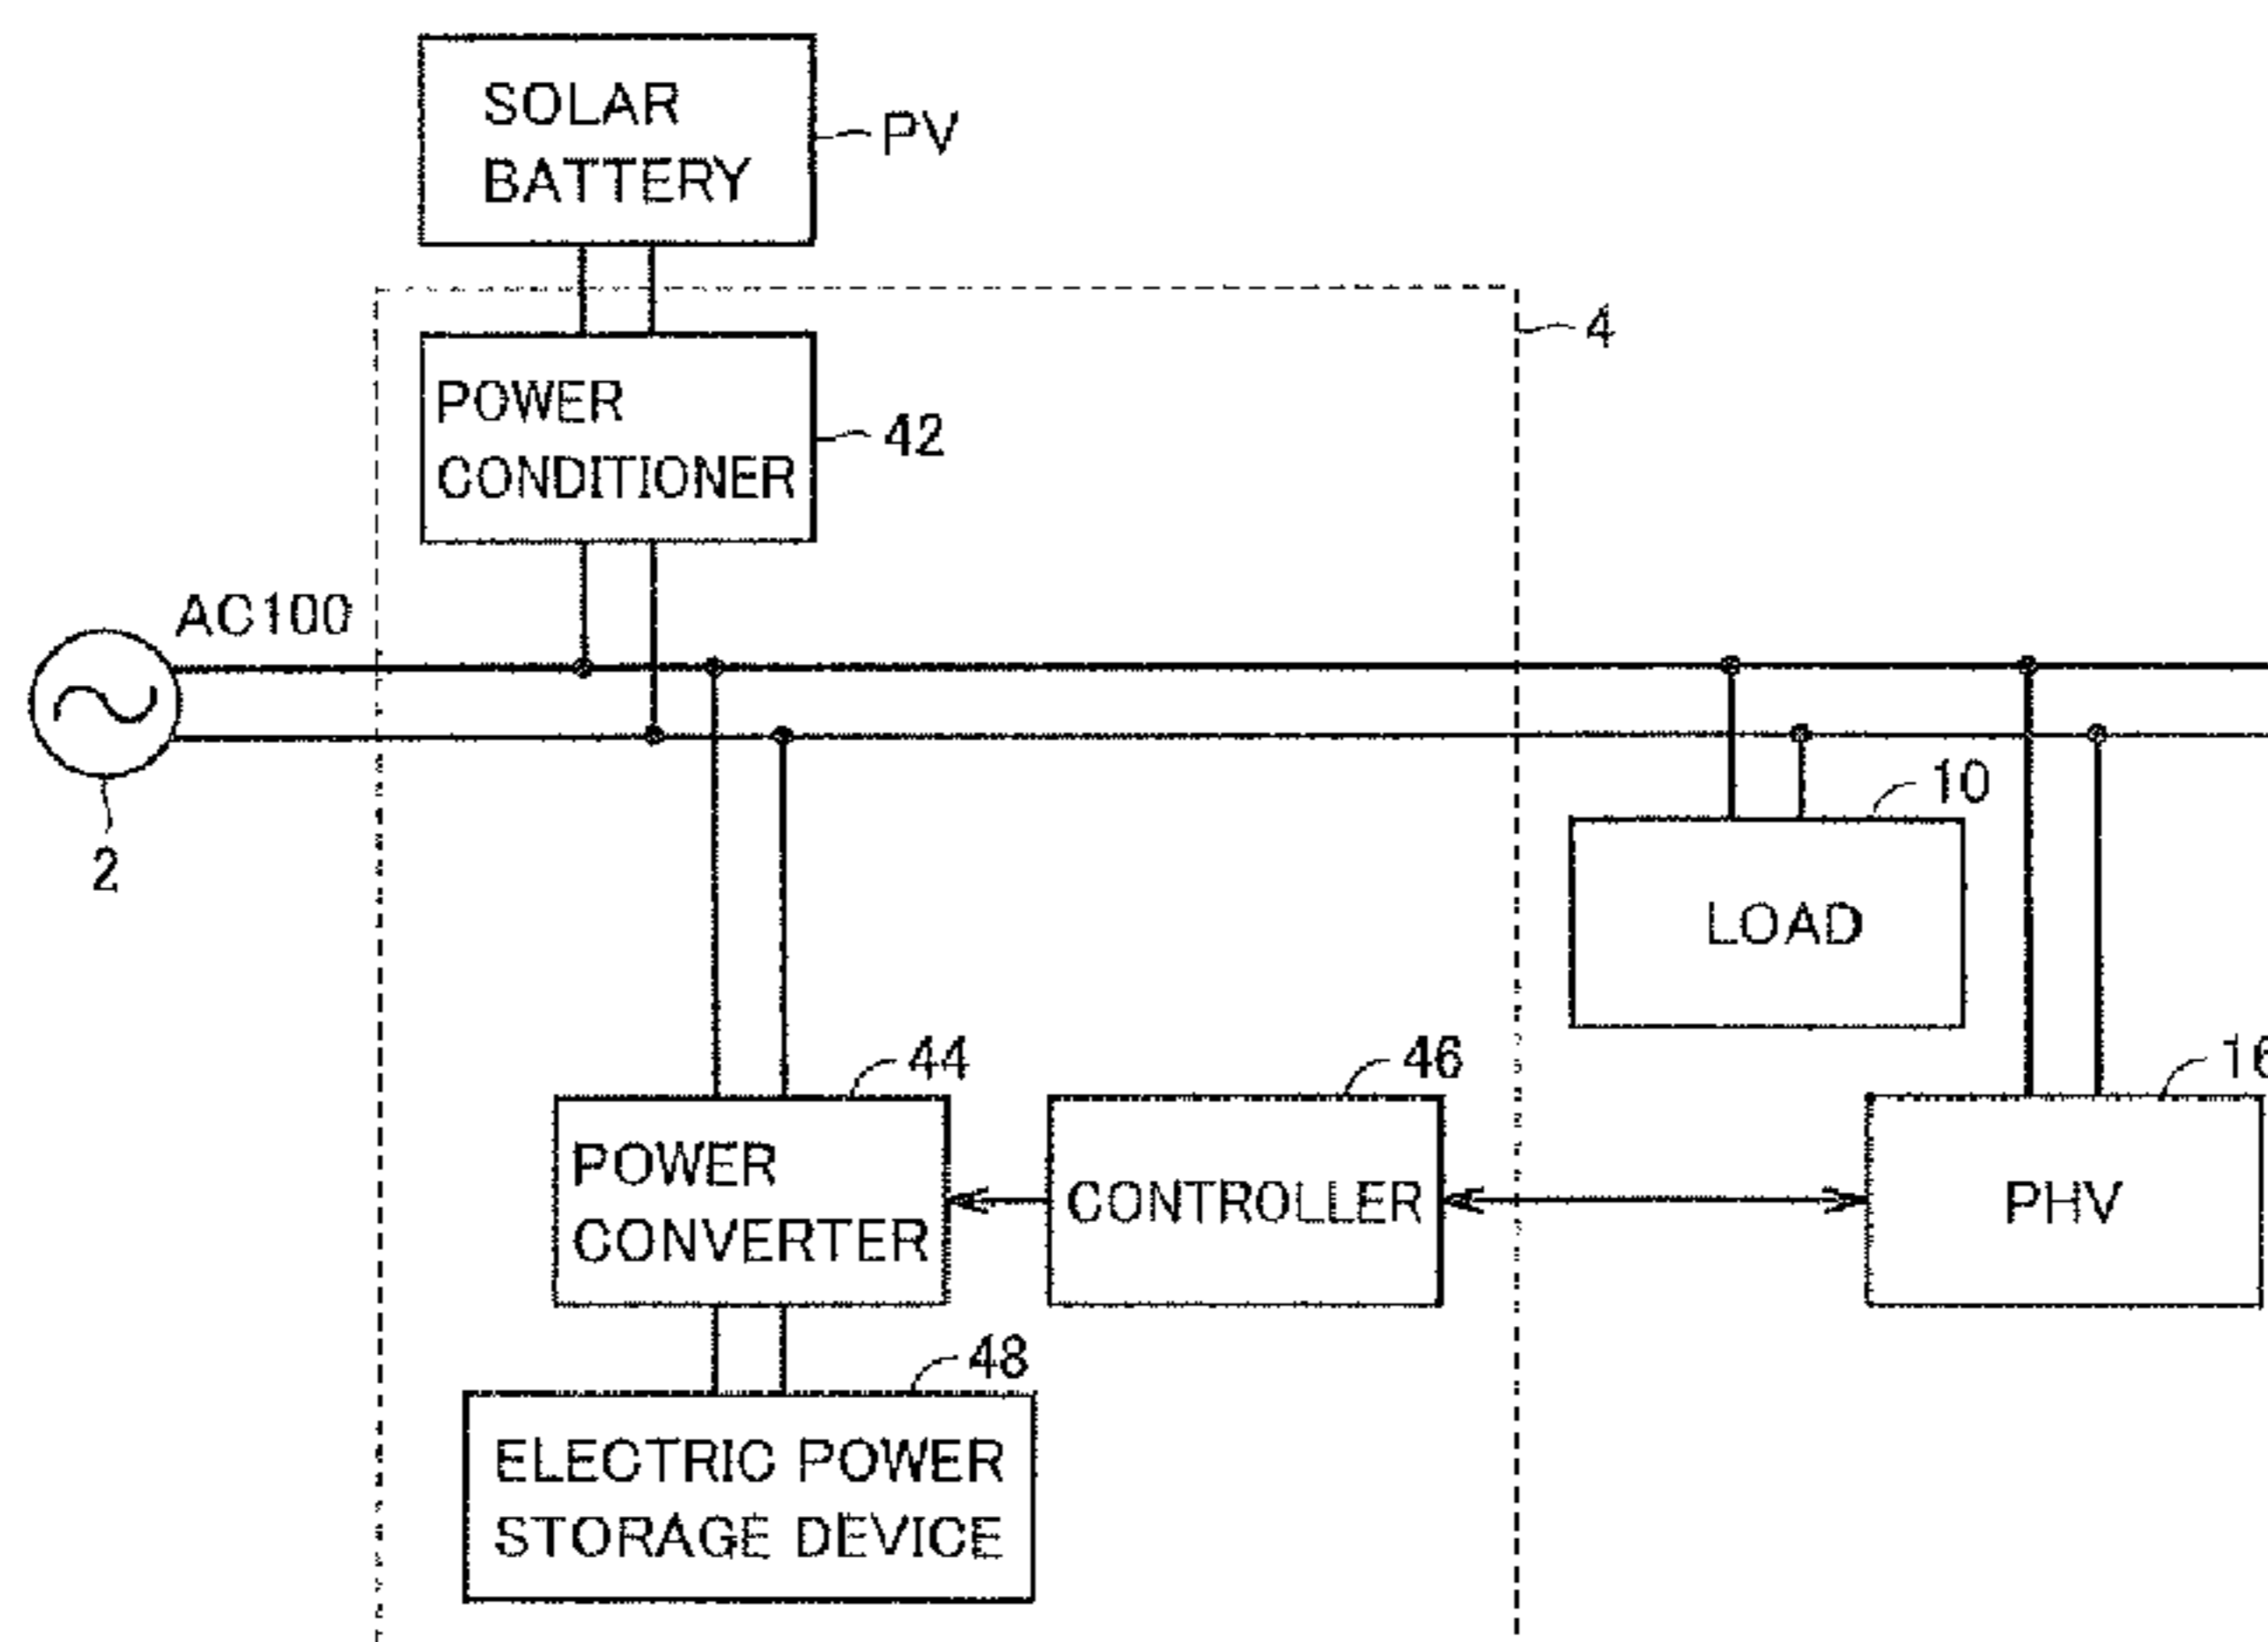 SOLAR
BATTERY
PV
4
POWER
CONDITIONER
42
AC100
2
10
LOAD
44
46
16
POWER
CONVERTER
CONTROLLER
PHV
48
ELECTRIC POWER
STORAGE DEVICE